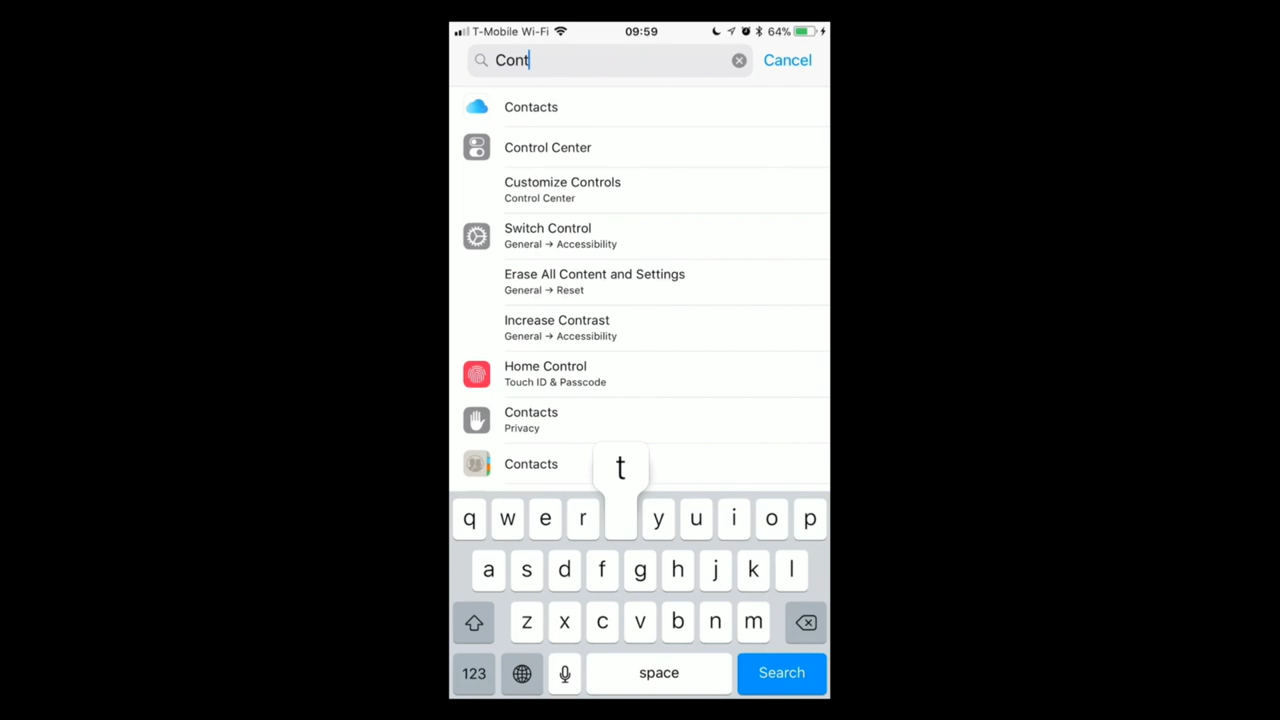 T-Mobile Wi-Fi 09:59 64%
Cont Cancel
Contacts
Control Center
Customize Controls
Control Center
Switch Control
General → Accessibility
Erase All Content and Settings
General → Reset
Increase Contrast
General → Accessibility
Home Control
Touch ID & Passcode
Contacts
Privacy
Contacts
t
q w e r y u i o p
a s d f g h j k l
z x c v b n m
123 space Search